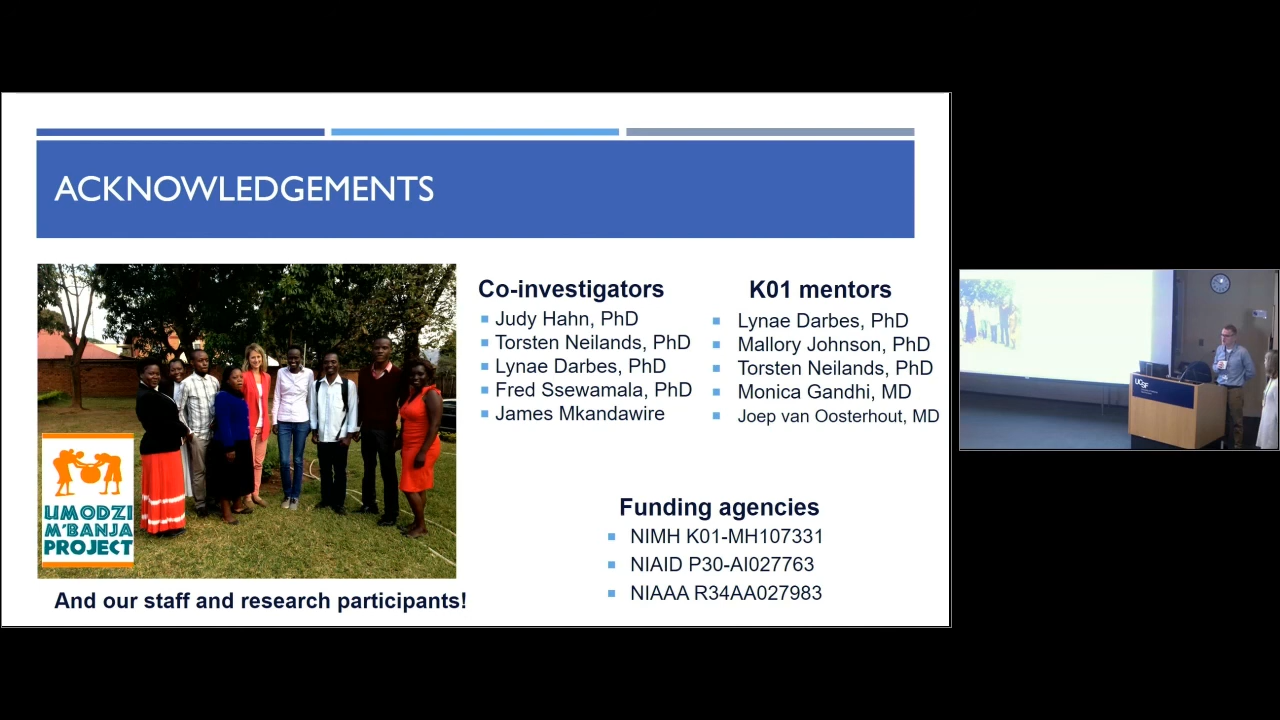 ACKNOWLEDGEMENTS
Co-investigators
Judy Hahn, PhD
Torsten Neilands, PhD
Lynae Darbes, PhD
Fred Ssewamala, PhD
James Mkandawire
K01 mentors
Lynae Darbes, PhD
Mallory Johnson, PhD
Torsten Neilands, PhD
Monica Gandhi, MD
Joep van Oosterhout, MD
UMODZI
M'BANJA
PROJECT
Funding agencies
NIMH K01-MH107331
NIAID P30-AI027763
NIAAA R34AA027983
And our staff and research participants!
UCSF